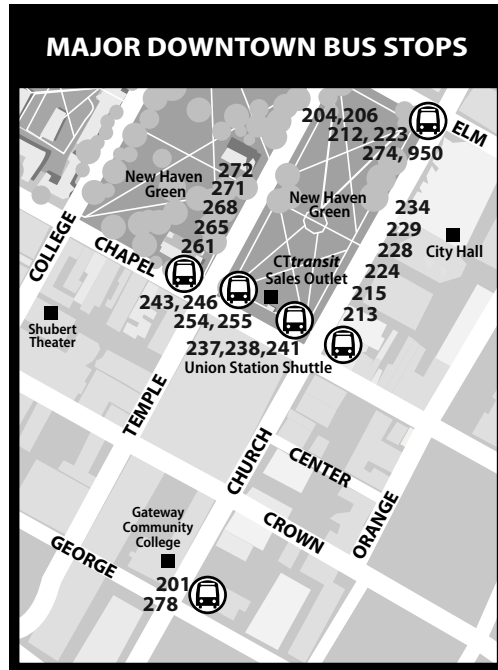 MAJOR DOWNTOWN BUS STOPS
204,206
212, 223
274, 950
ELM
272
271
268
265
261
New Haven
Green
New Haven
Green
234
229
228
224
215
213
City Hall
COLLEGE
CHAPEL
CTtransit
Sales Outlet
243, 246
254, 255
237,238,241
Union Station Shuttle
Shubert
Theater
TEMPLE
CHURCH
CENTER
ORANGE
CROWN
GEORGE
Gateway
Community
College
201
278